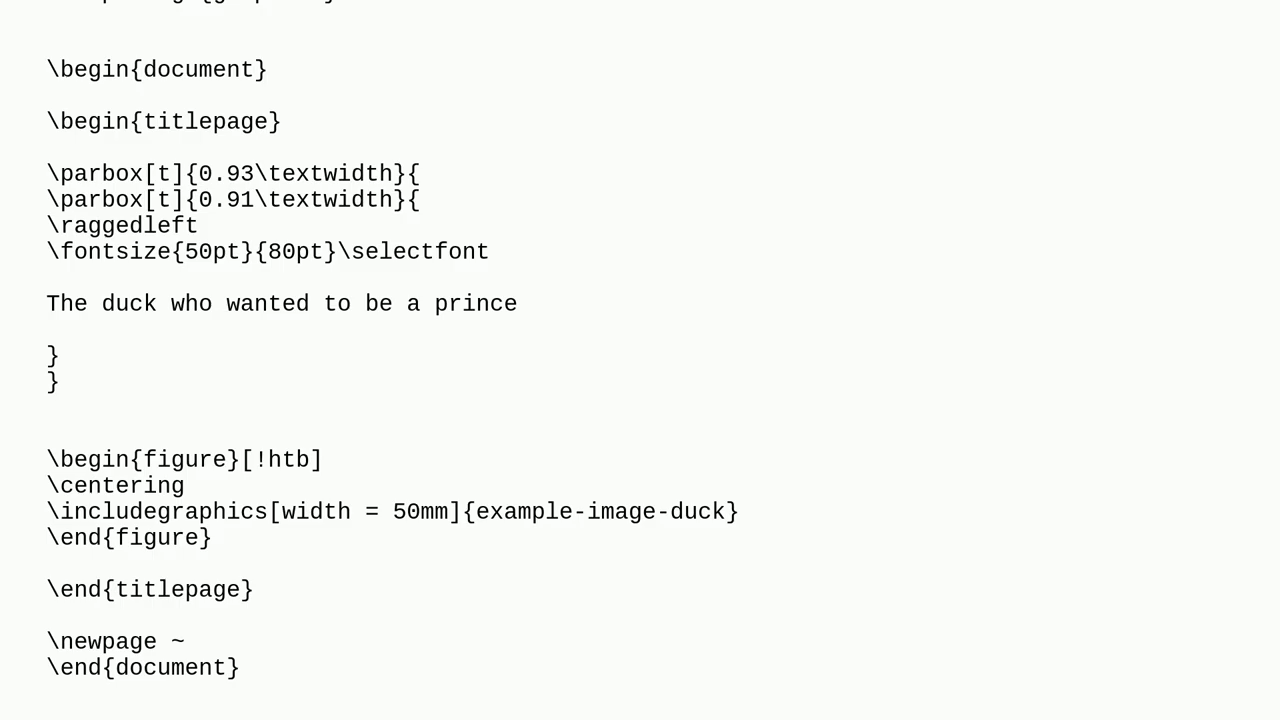 \begin{document}
\begin{titlepage}
\parbox[t]{0.93\textwidth}{
\parbox[t]{0.91\textwidth}{
\raggedleft
\fontsize{50pt}{80pt}\selectfont
The duck who wanted to be a prince
}
}
\begin{figure}[!htb]
\centering
\includegraphics[width = 50mm]{example-image-duck}
\end{figure}
\end{titlepage}
\newpage ~
\end{document}